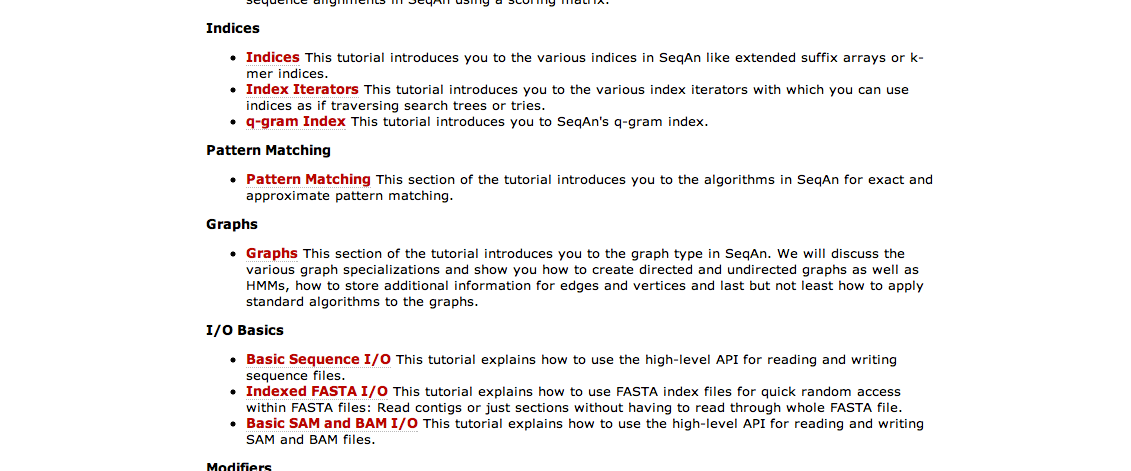 sequence alignments in SeqAn using a scoring matrix.
Indices
• Indices This tutorial introduces you to the various indices in SeqAn like extended suffix arrays or k-
mer indices.
• Index Iterators This tutorial introduces you to the various index iterators with which you can use
indices as if traversing search trees or tries.
• q-gram Index This tutorial introduces you to SeqAn's q-gram index.
Pattern Matching
• Pattern Matching This section of the tutorial introduces you to the algorithms in SeqAn for exact and
approximate pattern matching.
Graphs
• Graphs This section of the tutorial introduces you to the graph type in SeqAn. We will discuss the
various graph specializations and show you how to create directed and undirected graphs as well as
HMMs, how to store additional information for edges and vertices and last but not least how to apply
standard algorithms to the graphs.
I/O Basics
• Basic Sequence I/O This tutorial explains how to use the high-level API for reading and writing
sequence files.
• Indexed FASTA I/O This tutorial explains how to use FASTA index files for quick random access
within FASTA files: Read contigs or just sections without having to read through whole FASTA file.
• Basic SAM and BAM I/O This tutorial explains how to use the high-level API for reading and writing
SAM and BAM files.
Modifiers